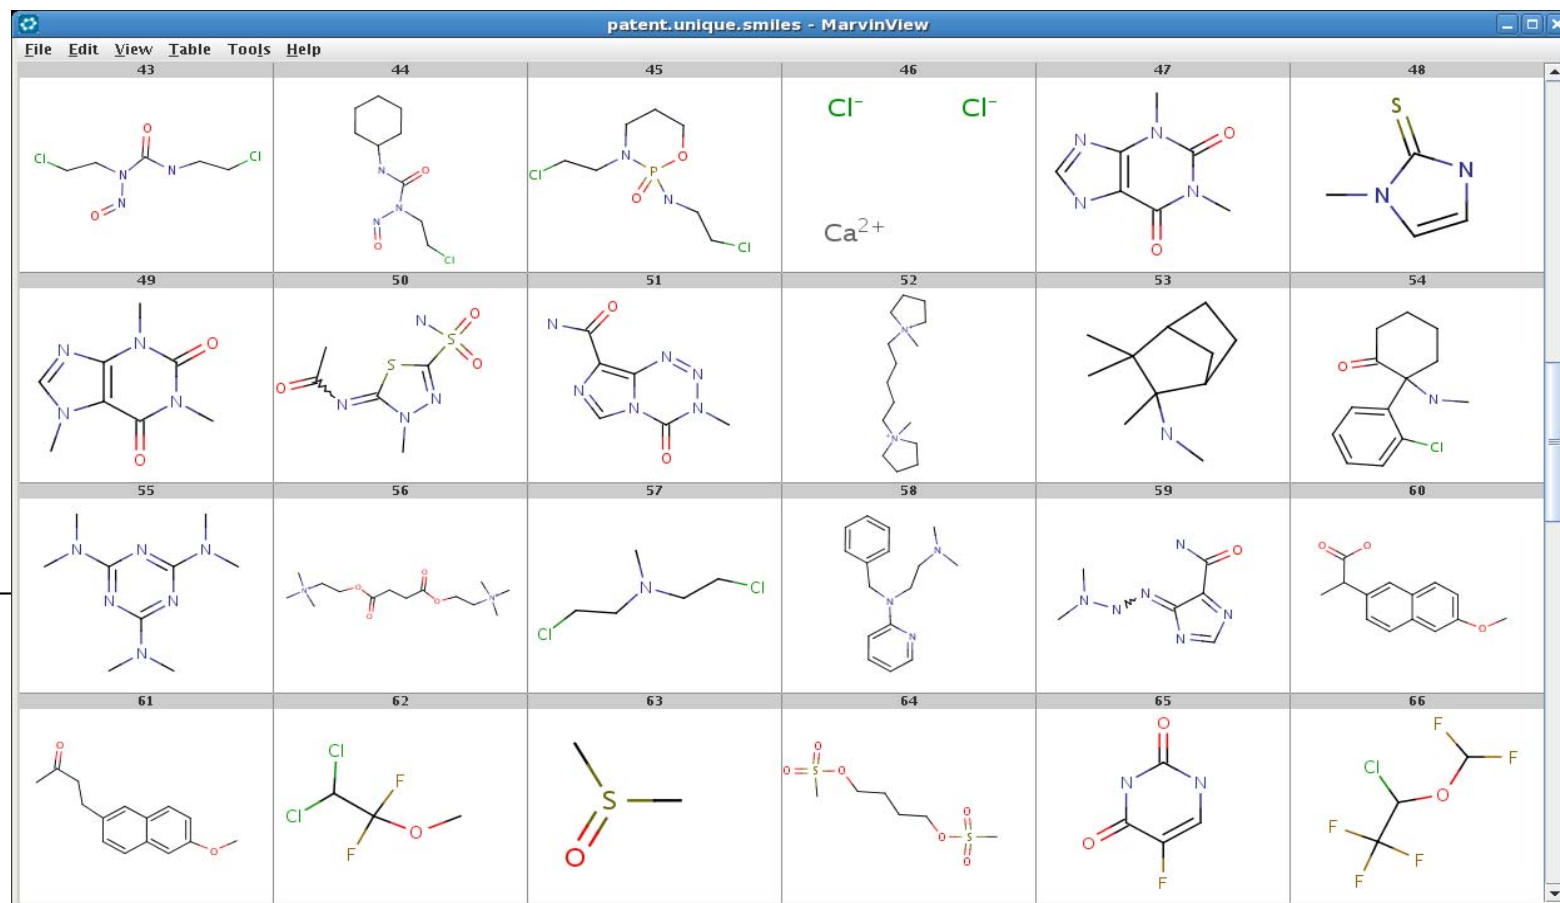 patent.unique.smiles - MarvinView
File Edit View Table Tools Help
43 44 45 46 47 48
O Cl N N Cl N O
N O N N O Cl
O N P O N Cl Cl
Cl⁻ Cl⁻ Ca²⁺
N N O N N O
S N N
49 50 51 52 53 54
N N O N N O
N O S S O O N N N O
N O N N N N N N O
N⁺ N⁺
N
O N Cl
55 56 57 58 59 60
N N N N N N
N⁺ O O O O N⁺
N Cl Cl
N N N
N O N N N N N
O O O
61 62 63 64 65 66
O O
Cl Cl F F O
S O
O S O O O S O O
O N N O F
F F Cl O F F F